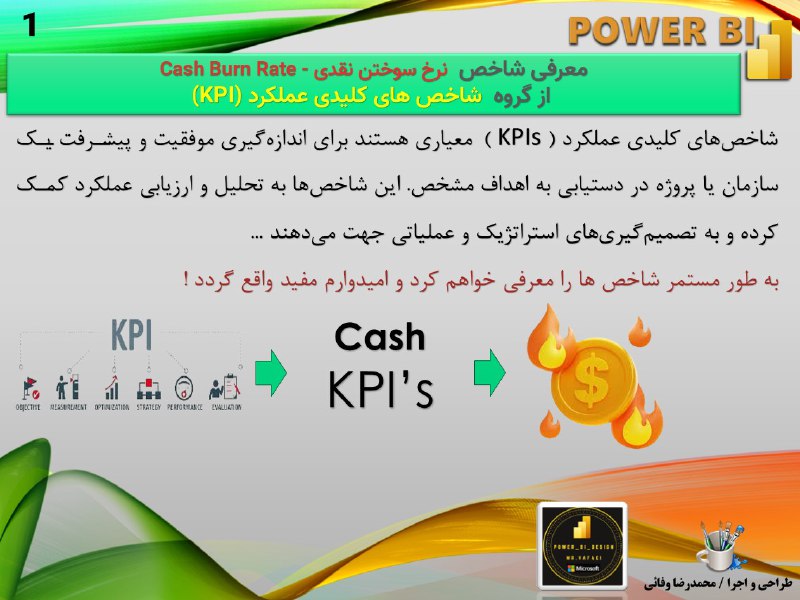 1
POWER BI
معرفی شاخص نرخ سوختن نقدی - Cash Burn Rate
از گروه شاخص های کلیدی عملکرد (KPI)
شاخص‌های کلیدی عملکرد ( KPIs ) معیاری هستند برای اندازه‌گیری موفقیت و پیشرفت یک
سازمان یا پروژه در دستیابی به اهداف مشخص. این شاخص‌ها به تحلیل و ارزیابی عملکرد کمک
کرده و به تصمیم‌گیری‌های استراتژیک و عملیاتی جهت می‌دهند ...
به طور مستمر شاخص ها را معرفی خواهم کرد و امیدوارم مفید واقع گردد !
KPI
OBJECTIVE MEASUREMENT OPTIMIZATION STRATEGY PERFORMANCE EVALUATION
Cash
KPI's
$
POWER_BI_DESIGN
MR.VAFAEI
Microsoft
طراحی و اجرا / محمدرضا وفائی